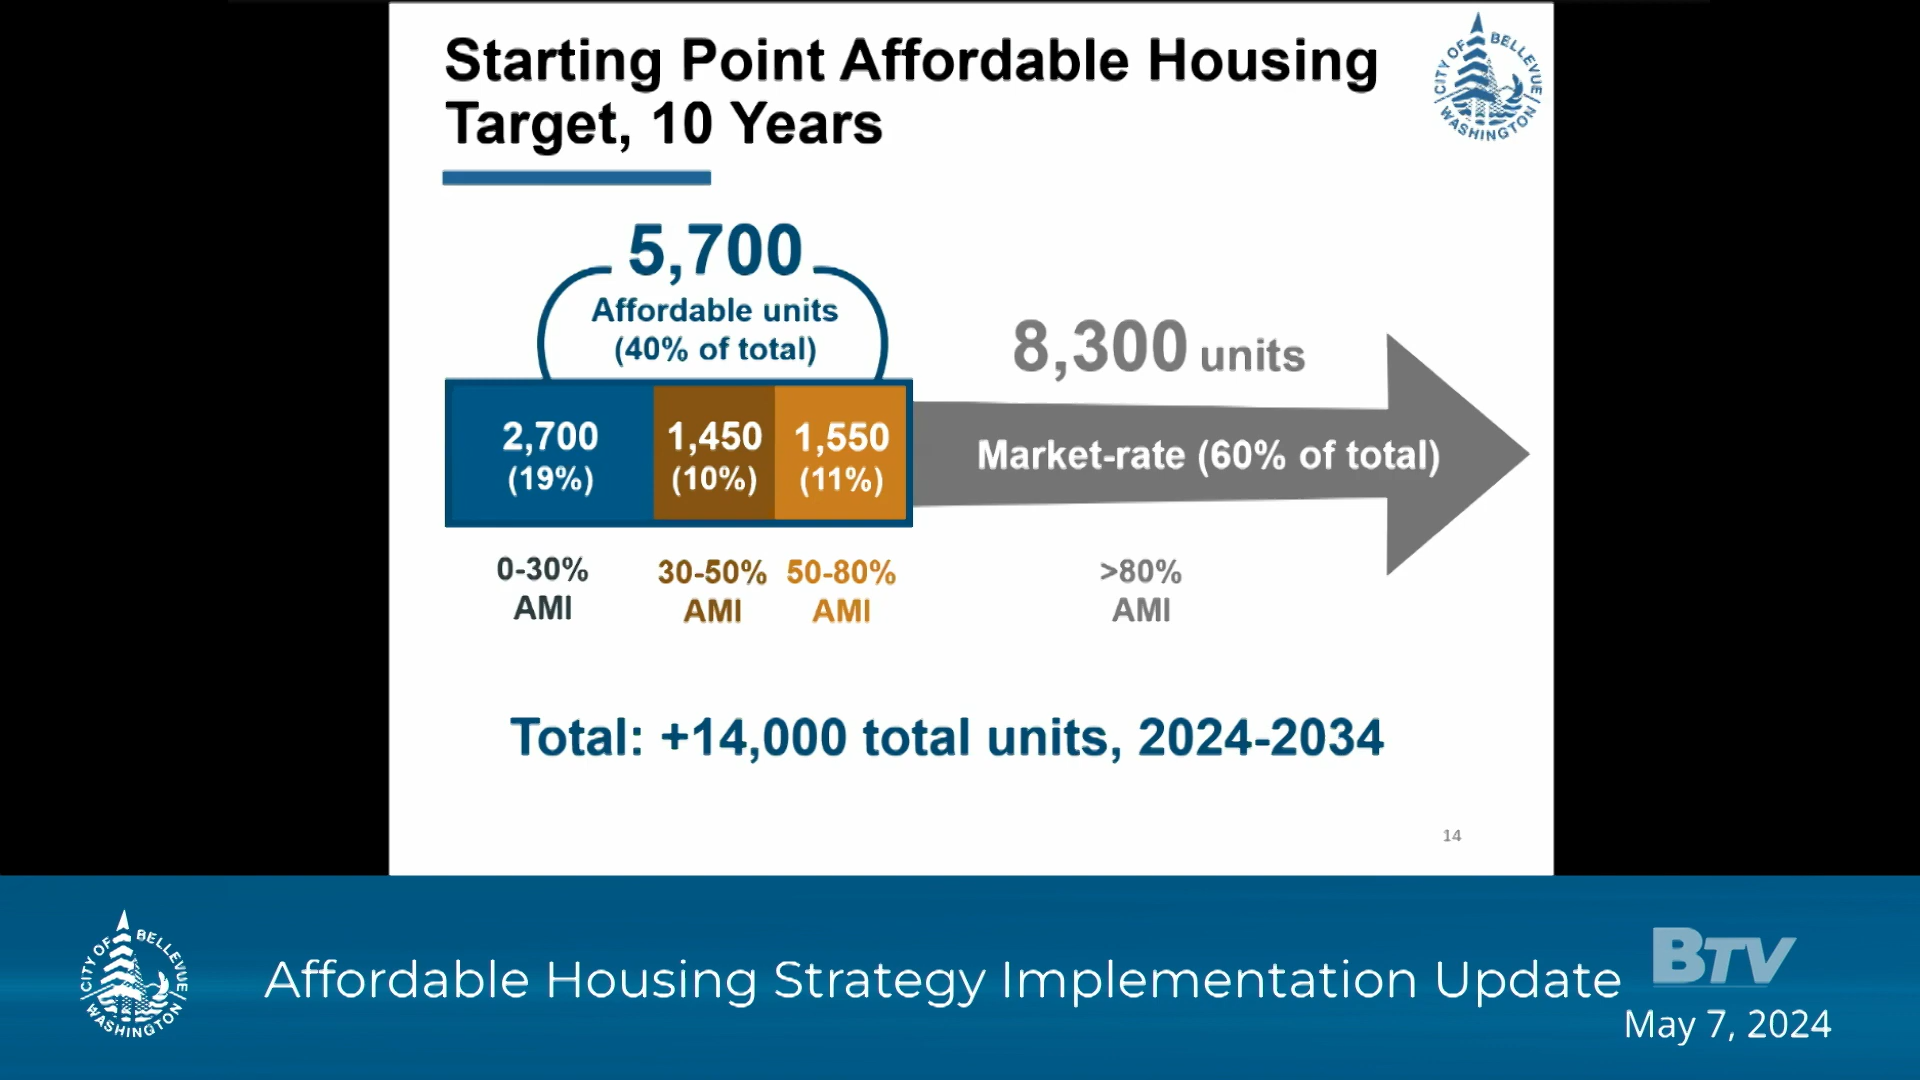 Starting Point Affordable Housing
Target, 10 Years
CITY OF BELLEVUE
WASHINGTON
5,700
Affordable units
(40% of total)
8,300 units
2,700
(19%)
1,450
(10%)
1,550
(11%)
Market-rate (60% of total)
0-30%
AMI
30-50%
AMI
50-80%
AMI
>80%
AMI
Total: +14,000 total units, 2024-2034
14
CITY OF BELLEVUE
WASHINGTON
Affordable Housing Strategy Implementation Update
BTV
May 7, 2024